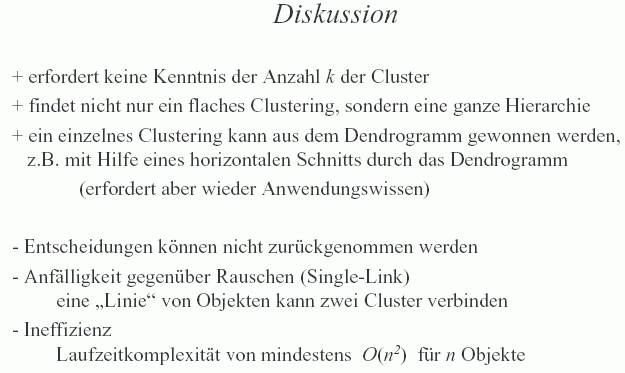 Diskussion
+ erfordert keine Kenntnis der Anzahl k der Cluster
+ findet nicht nur ein flaches Clustering, sondern eine ganze Hierarchie
+ ein einzelnes Clustering kann aus dem Dendrogramm gewonnen werden,
z.B. mit Hilfe eines horizontalen Schnitts durch das Dendrogramm
(erfordert aber wieder Anwendungswissen)
- Entscheidungen können nicht zurückgenommen werden
- Anfälligkeit gegenüber Rauschen (Single-Link)
eine „Linie“ von Objekten kann zwei Cluster verbinden
- Ineffizienz
Laufzeitkomplexität von mindestens O(n²) für n Objekte